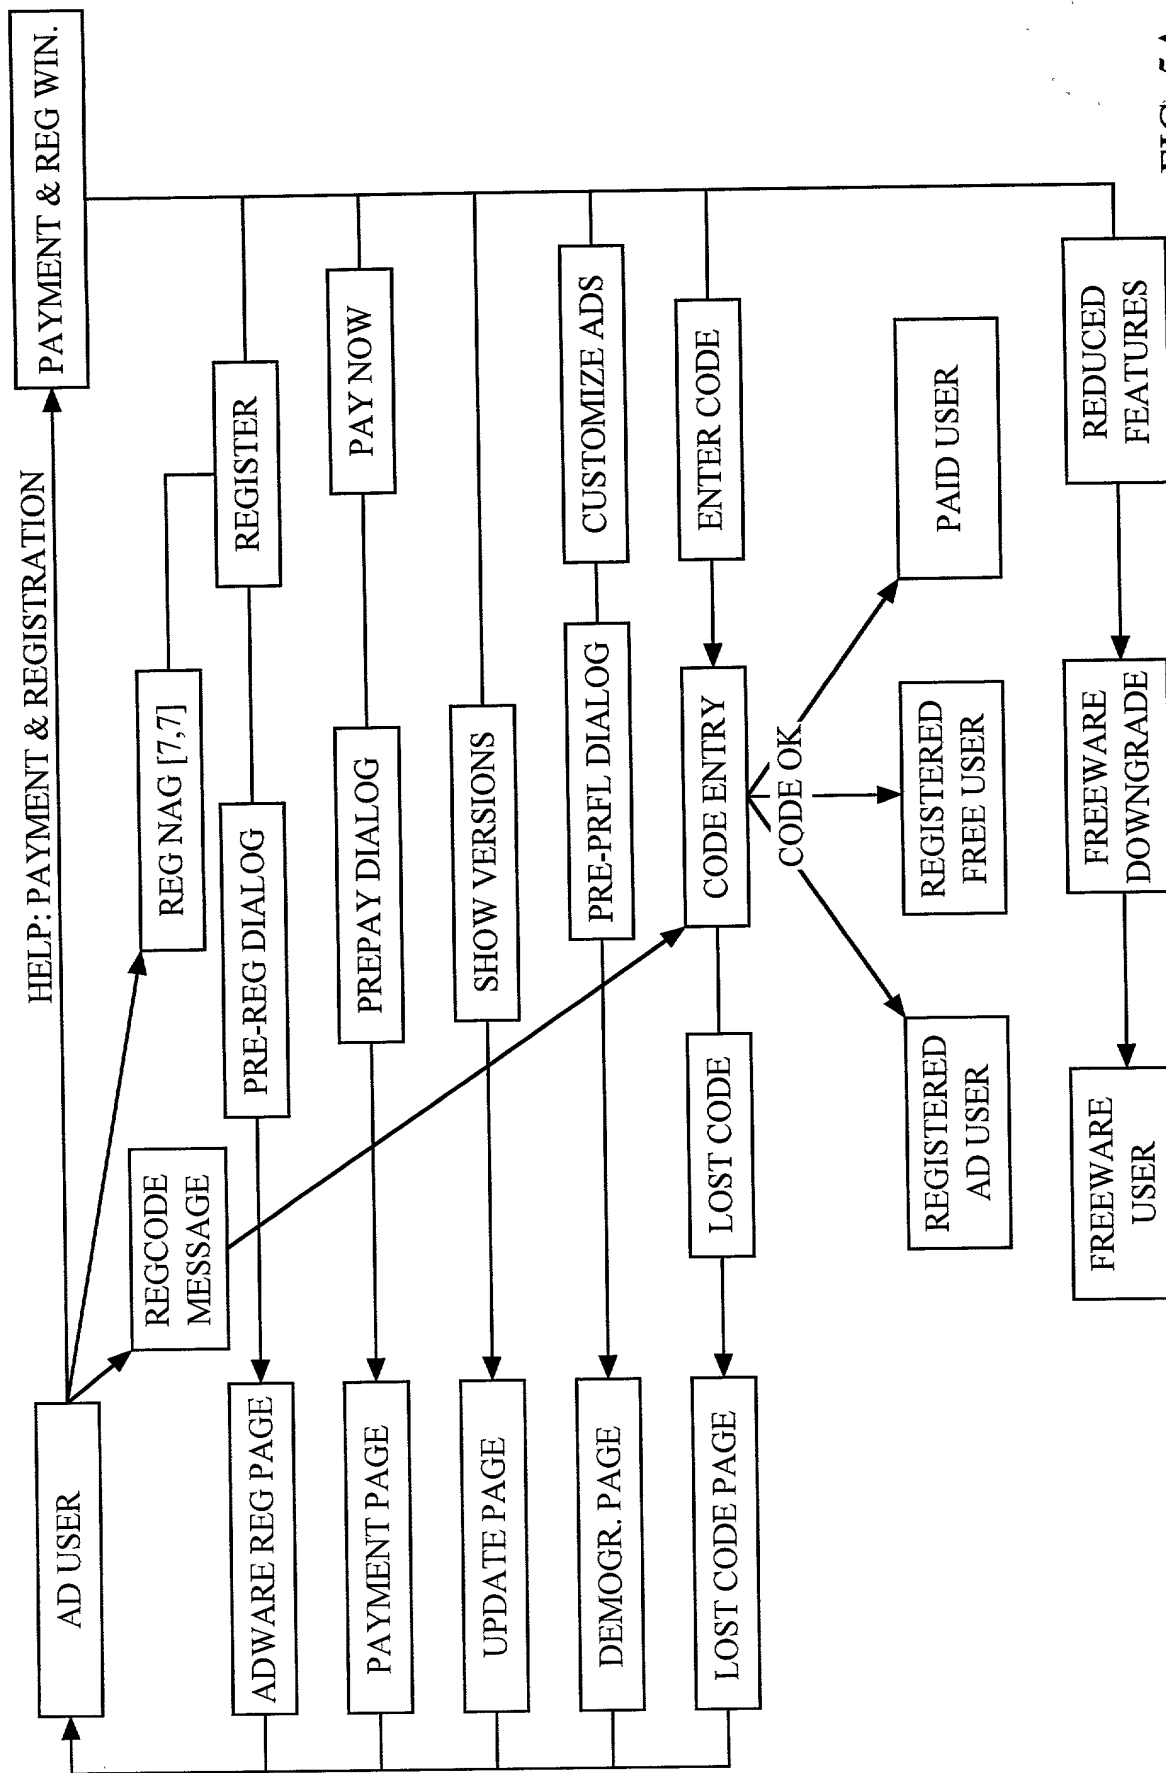 AD USER
HELP: PAYMENT & REGISTRATION
PAYMENT & REG WIN.
REGCODE
MESSAGE
REG NAG [7,7]
ADWARE REG PAGE
PRE-REG DIALOG
REGISTER
PAYMENT PAGE
PREPAY DIALOG
PAY NOW
UPDATE PAGE
SHOW VERSIONS
DEMOGR. PAGE
PRE-PRFL DIALOG
CUSTOMIZE ADS
LOST CODE PAGE
LOST CODE
CODE ENTRY
ENTER CODE
CODE OK
REGISTERED
AD USER
REGISTERED
FREE USER
PAID USER
FREEWARE
USER
FREEWARE
DOWNGRADE
REDUCED
FEATURES